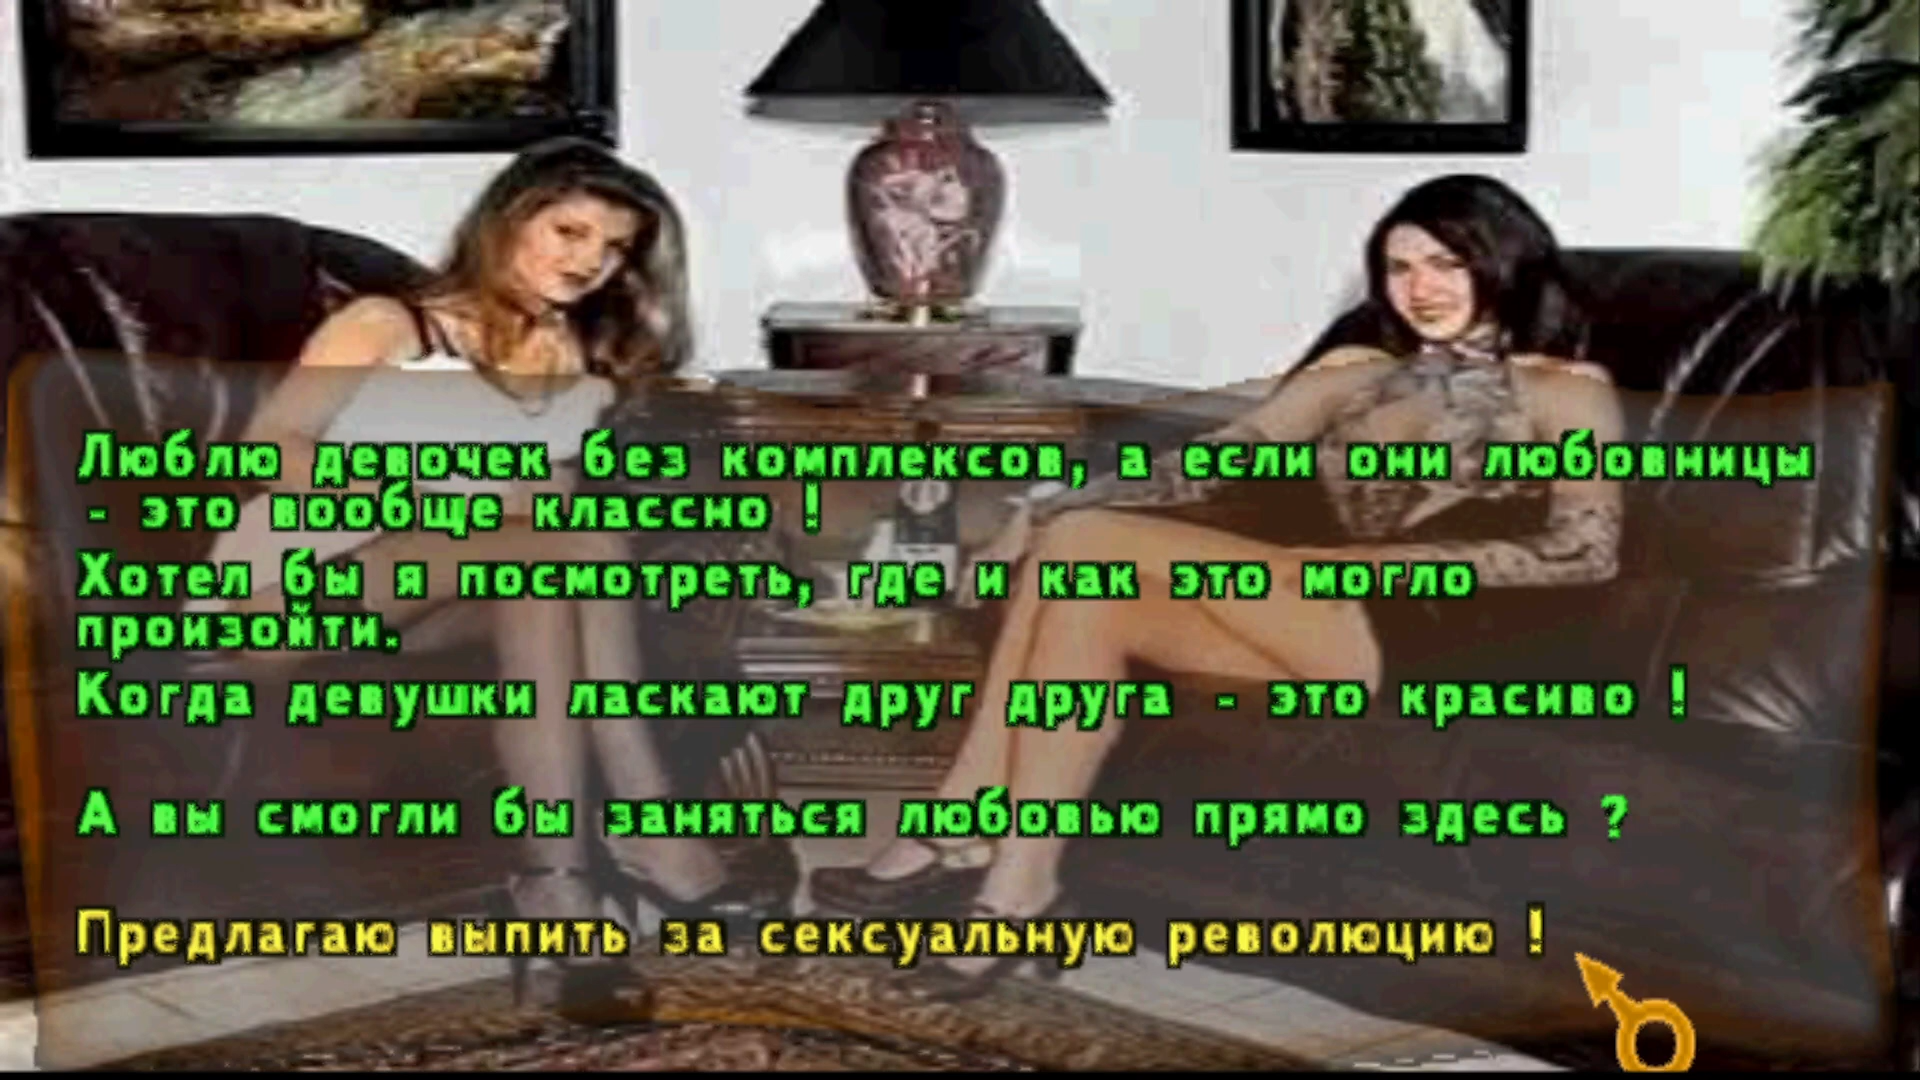 Люблю девочек без комплексов, а если они любовницы
- это вообще классно !
Хотел бы я посмотреть, где и как это могло
произойти.
Когда девушки ласкают друг друга - это красиво !
А вы смогли бы заняться любовью прямо здесь ?
Предлагаю выпить за сексуальную революцию !